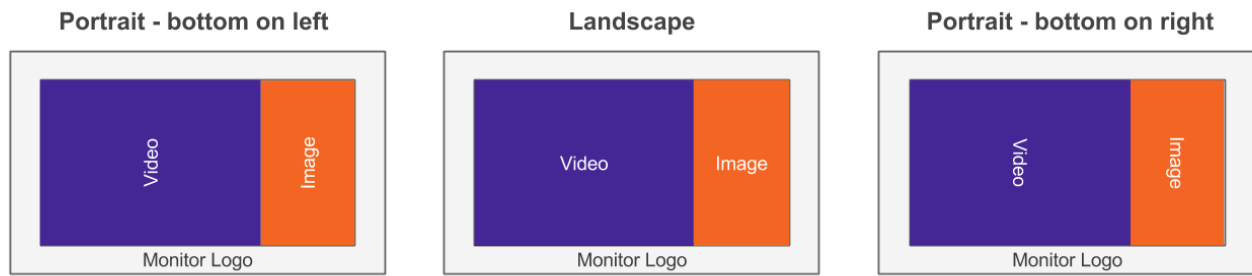 Portrait - bottom on left
Landscape
Portrait - bottom on right
Video
Image
Video
Image
Video
Image
Monitor Logo
Monitor Logo
Monitor Logo